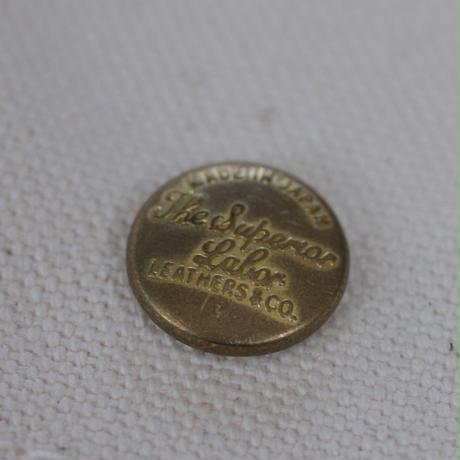 MADE IN JAPAN
The Superior
Labor
LEATHERS & CO.